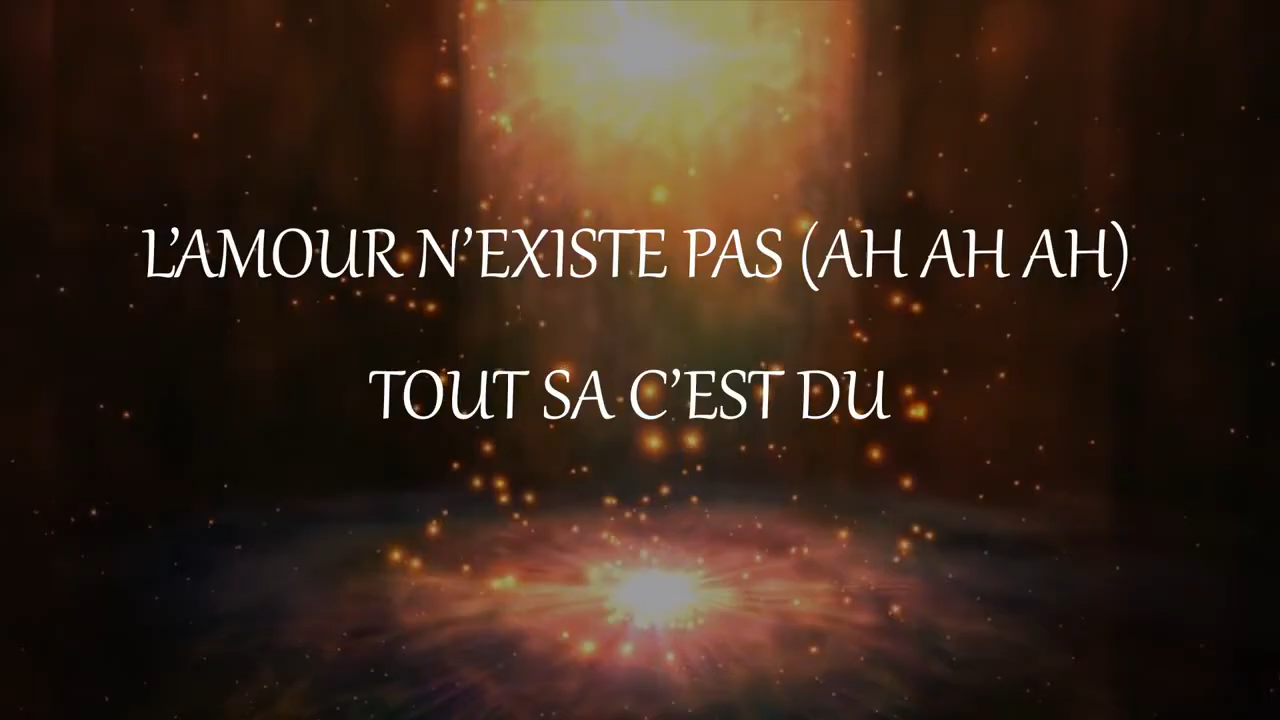 L’AMOUR N’EXISTE PAS (AH AH AH)
TOUT SA C’EST DU